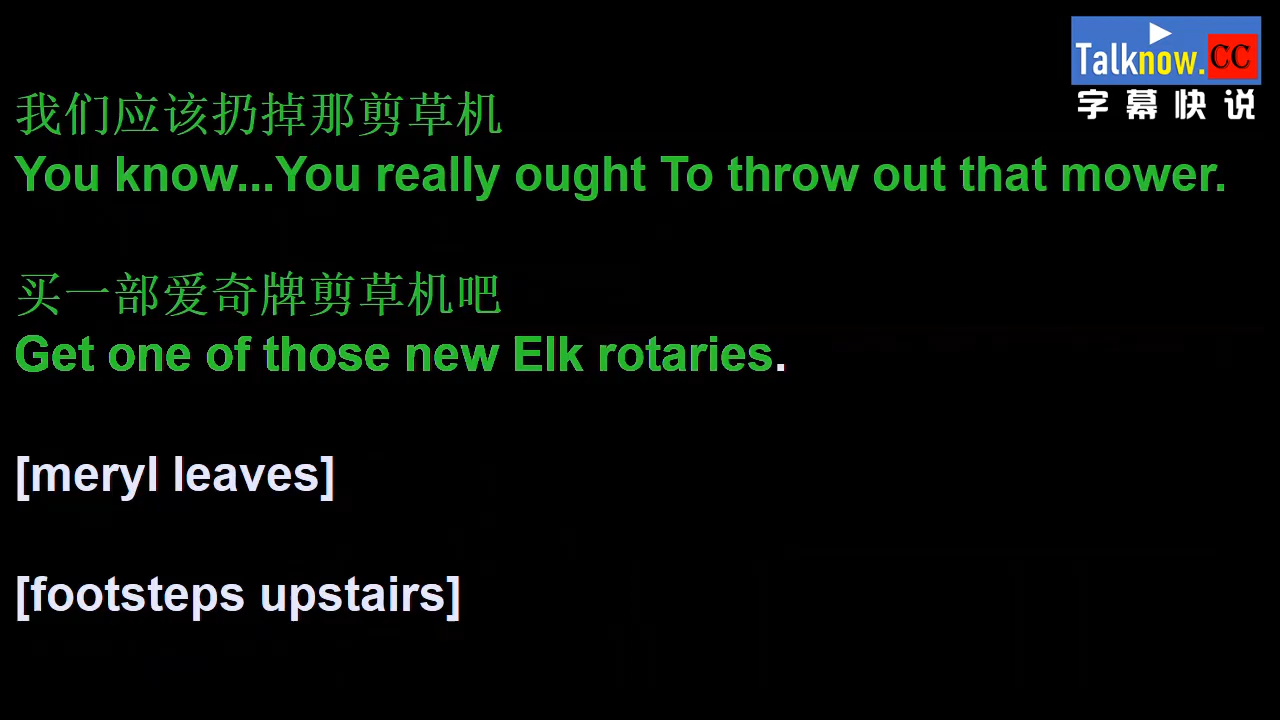 Talknow.CC
字幕快说
我们应该扔掉那剪草机
You know...You really ought To throw out that mower.
买一部爱奇牌剪草机吧
Get one of those new Elk rotaries.
[meryl leaves]
[footsteps upstairs]